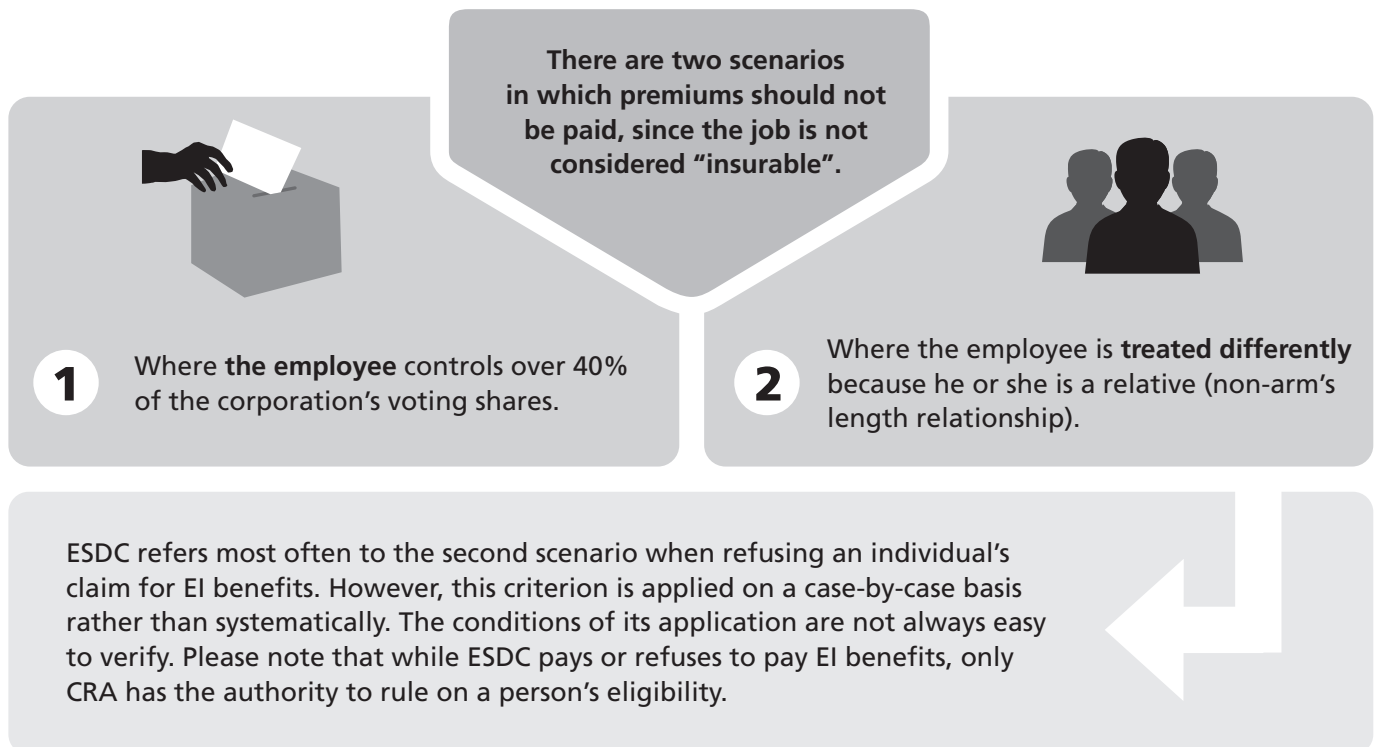 There are two scenarios
in which premiums should not
be paid, since the job is not
considered “insurable”.
1
Where the employee controls over 40%
of the corporation’s voting shares.
2
Where the employee is treated differently
because he or she is a relative (non-arm’s
length relationship).
ESDC refers most often to the second scenario when refusing an individual’s
claim for EI benefits. However, this criterion is applied on a case-by-case basis
rather than systematically. The conditions of its application are not always easy
to verify. Please note that while ESDC pays or refuses to pay EI benefits, only
CRA has the authority to rule on a person’s eligibility.